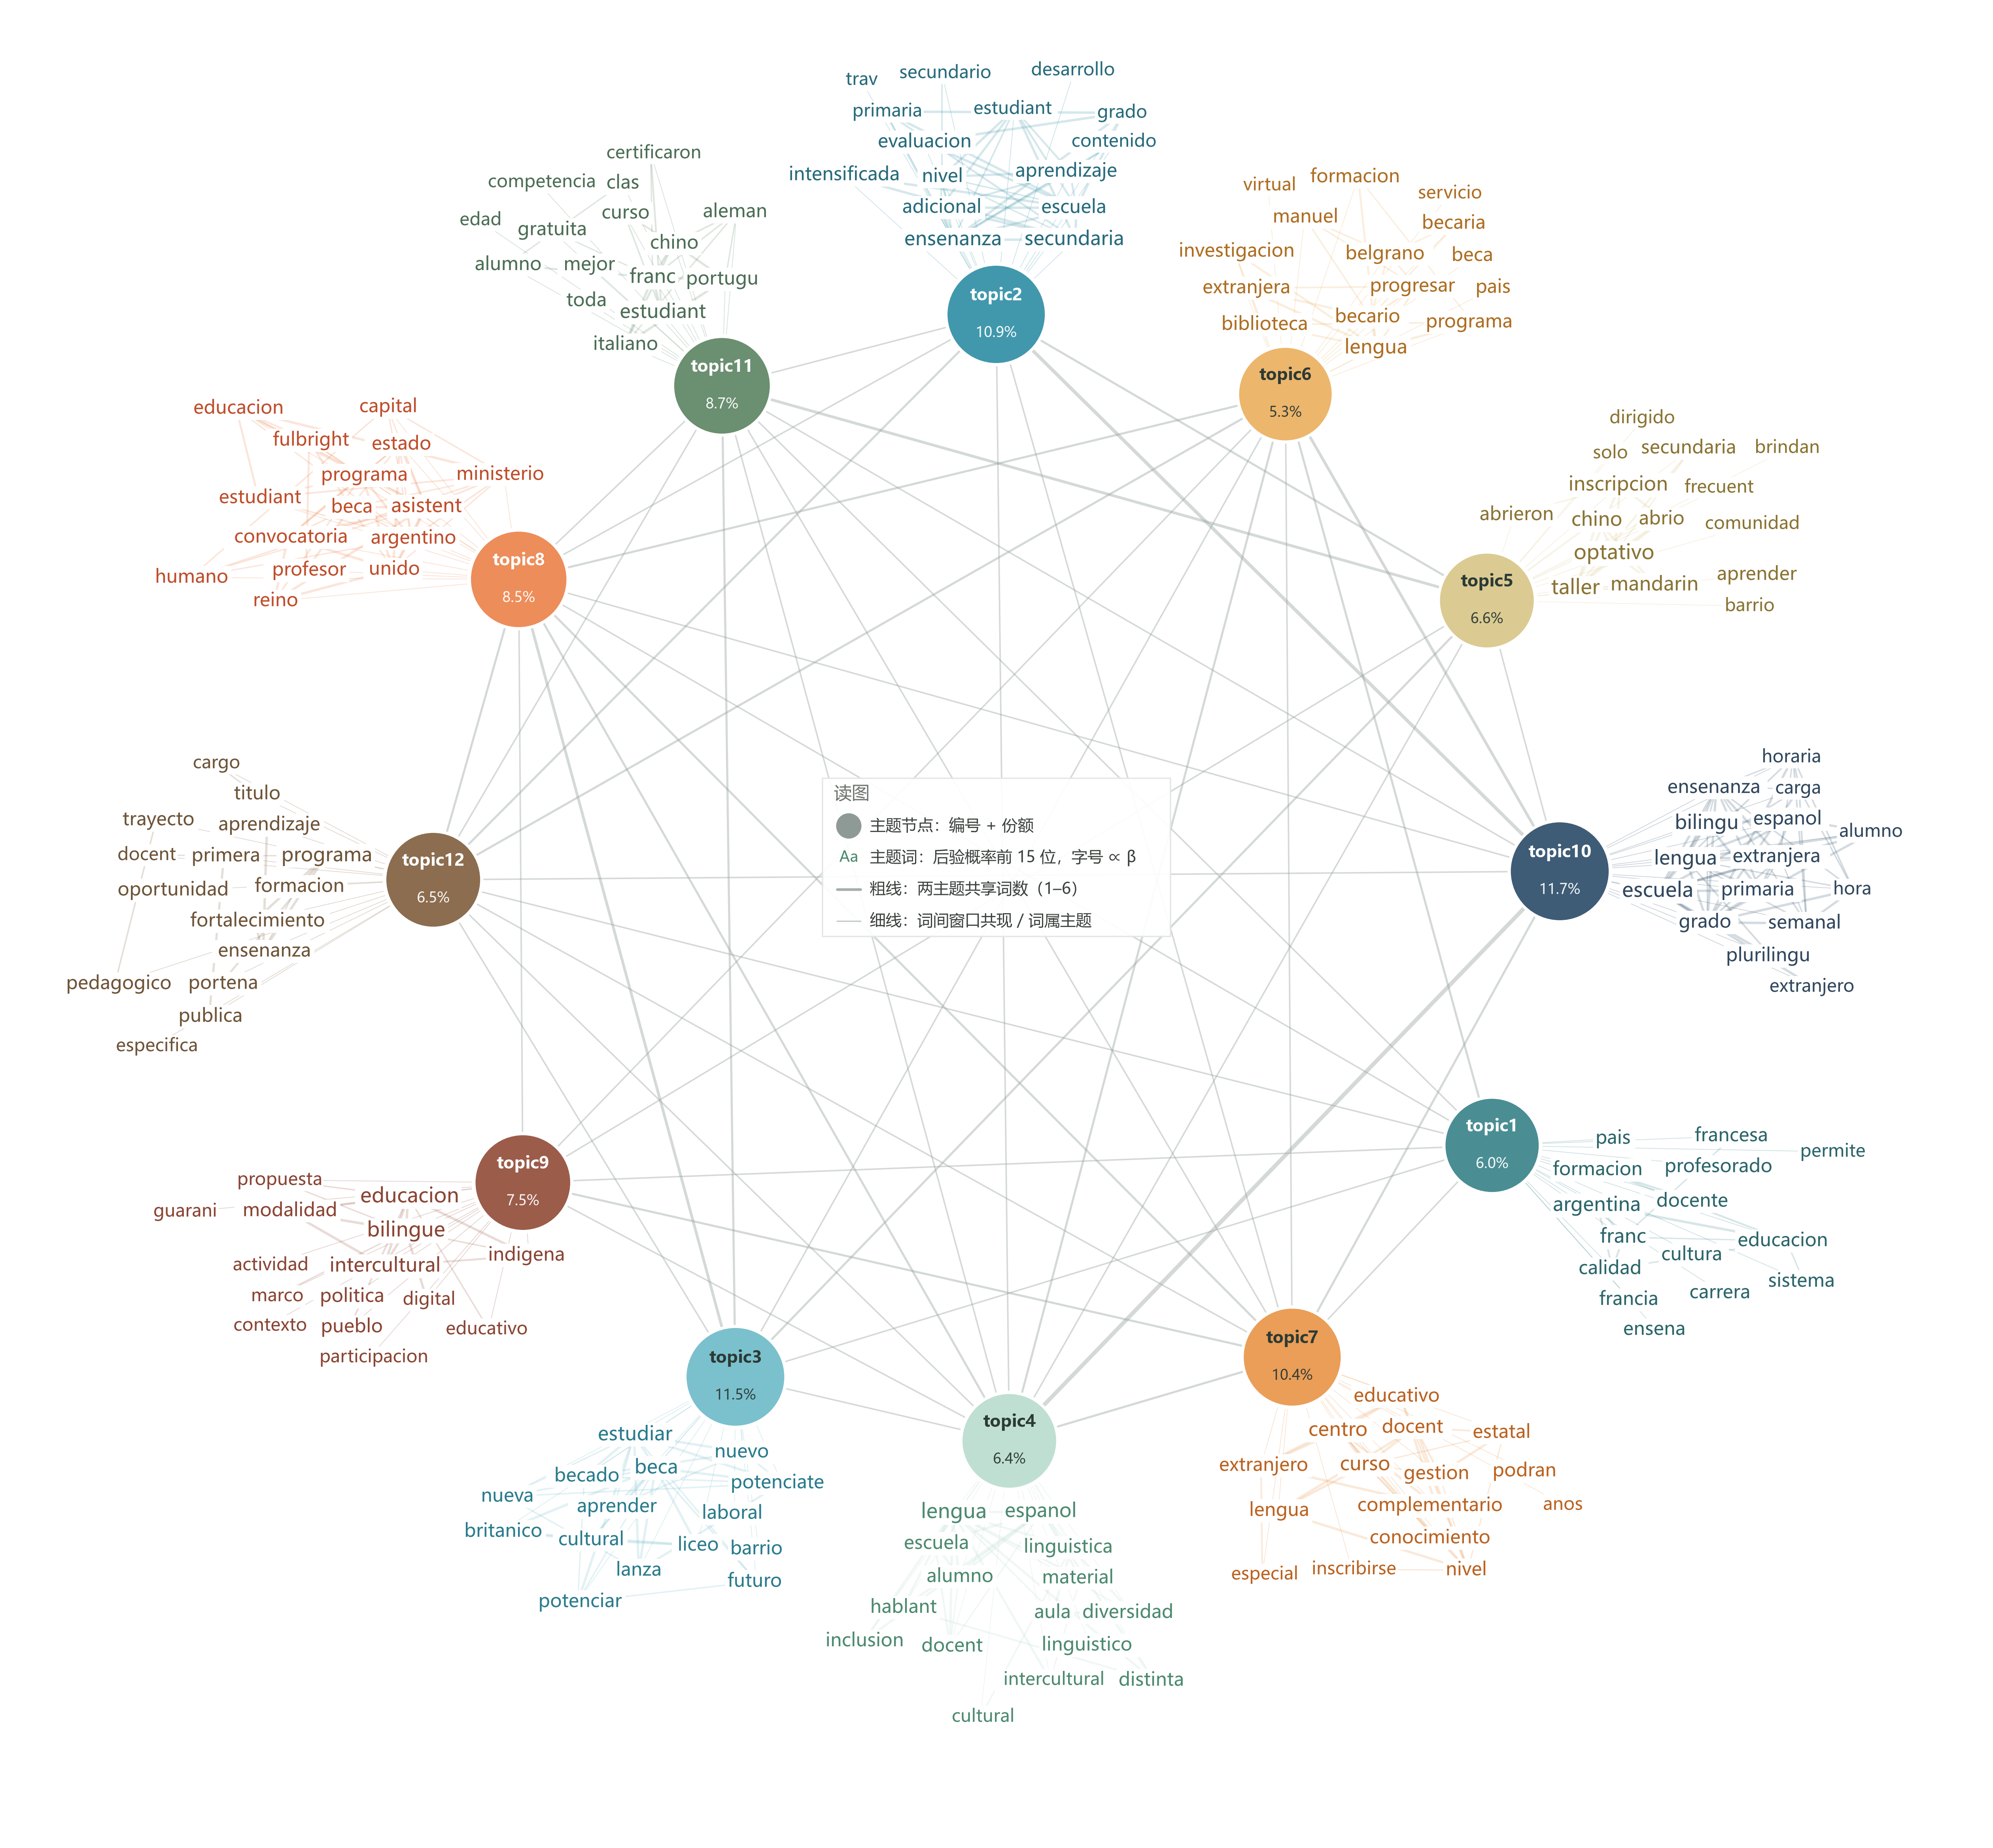 trav
secundario
desarrollo
primaria
estudiant
grado
evaluacion
contenido
intensificada
nivel
aprendizaje
adicional
escuela
ensenanza
secundaria
topic2
10.9%
certificaron
competencia
clas
edad
curso
aleman
gratuita
chino
alumno
mejor
franc
portugu
toda
estudiant
italiano
topic11
8.7%
virtual
formacion
servicio
manuel
becaria
investigacion
belgrano
beca
extranjera
progresar
pais
biblioteca
becario
programa
lengua
topic6
5.3%
educacion
capital
fulbright
estado
programa
ministerio
estudiant
beca
asistent
convocatoria
argentino
humano
profesor
unido
reino
topic8
8.5%
dirigido
solo
secundaria
brindan
inscripcion
frecuent
abrieron
chino
abrio
comunidad
optativo
taller
mandarin
aprender
barrio
topic5
6.6%
cargo
titulo
trayecto
aprendizaje
docent
primera
programa
oportunidad
formacion
fortalecimiento
ensenanza
pedagogico
portena
publica
especifica
topic12
6.5%
读图
主题节点：编号 + 份额
Aa 主题词：后验概率前 15 位，字号 ∝ β
粗线：两主题共享词数（1–6）
细线：词间窗口共现 / 词属主题
horaria
ensenanza
carga
bilingu
espanol
alumno
lengua
extranjera
escuela
primaria
hora
grado
semanal
plurilingu
extranjero
topic10
11.7%
topic1
6.0%
pais
francesa
permite
formacion
profesorado
argentina
docente
franc
cultura
educacion
calidad
sistema
francia
carrera
ensena
topic9
7.5%
propuesta
educacion
guarani
modalidad
bilingue
indigena
actividad
intercultural
marco
politica
digital
contexto
pueblo
educativo
participacion
topic3
11.5%
estudiar
nuevo
becado
beca
potenciate
nueva
aprender
laboral
britanico
cultural
liceo
barrio
lanza
futuro
potenciar
topic4
6.4%
lengua
espanol
escuela
linguistica
alumno
material
hablant
aula
diversidad
inclusion
docent
linguistico
intercultural
distinta
cultural
topic7
10.4%
educativo
centro
docent
estatal
extranjero
curso
gestion
podran
lengua
complementario
anos
conocimiento
especial
inscribirse
nivel